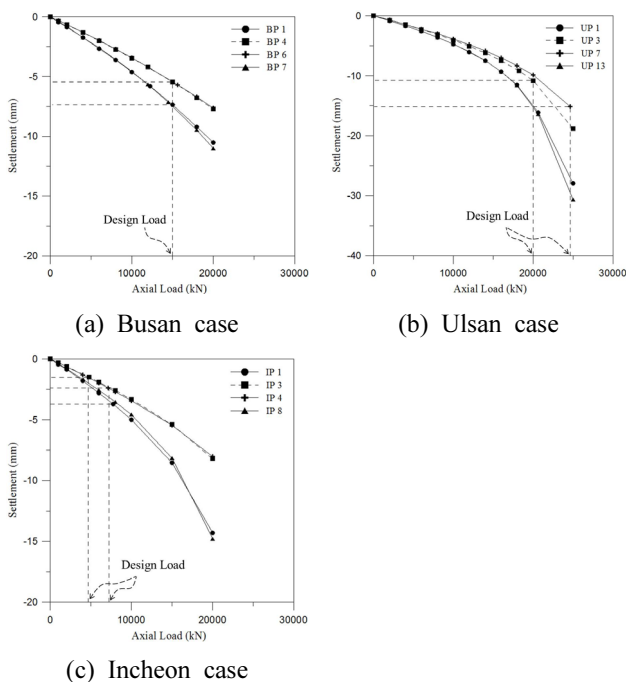 0
-5
-10
-15
-20
Settlement (mm)
BP 1
BP 4
BP 6
BP 7
Design Load
0 10000 20000 30000
Axial Load (kN)
(a) Busan case
0
-10
-20
-30
-40
Settlement (mm)
UP 1
UP 3
UP 7
UP 13
Design Load
0 10000 20000 30000
Axial Load (kN)
(b) Ulsan case
0
-5
-10
-15
-20
Settlement (mm)
IP 1
IP 3
IP 4
IP 8
Design Load
0 10000 20000 30000
Axial Load (kN)
(c) Incheon case